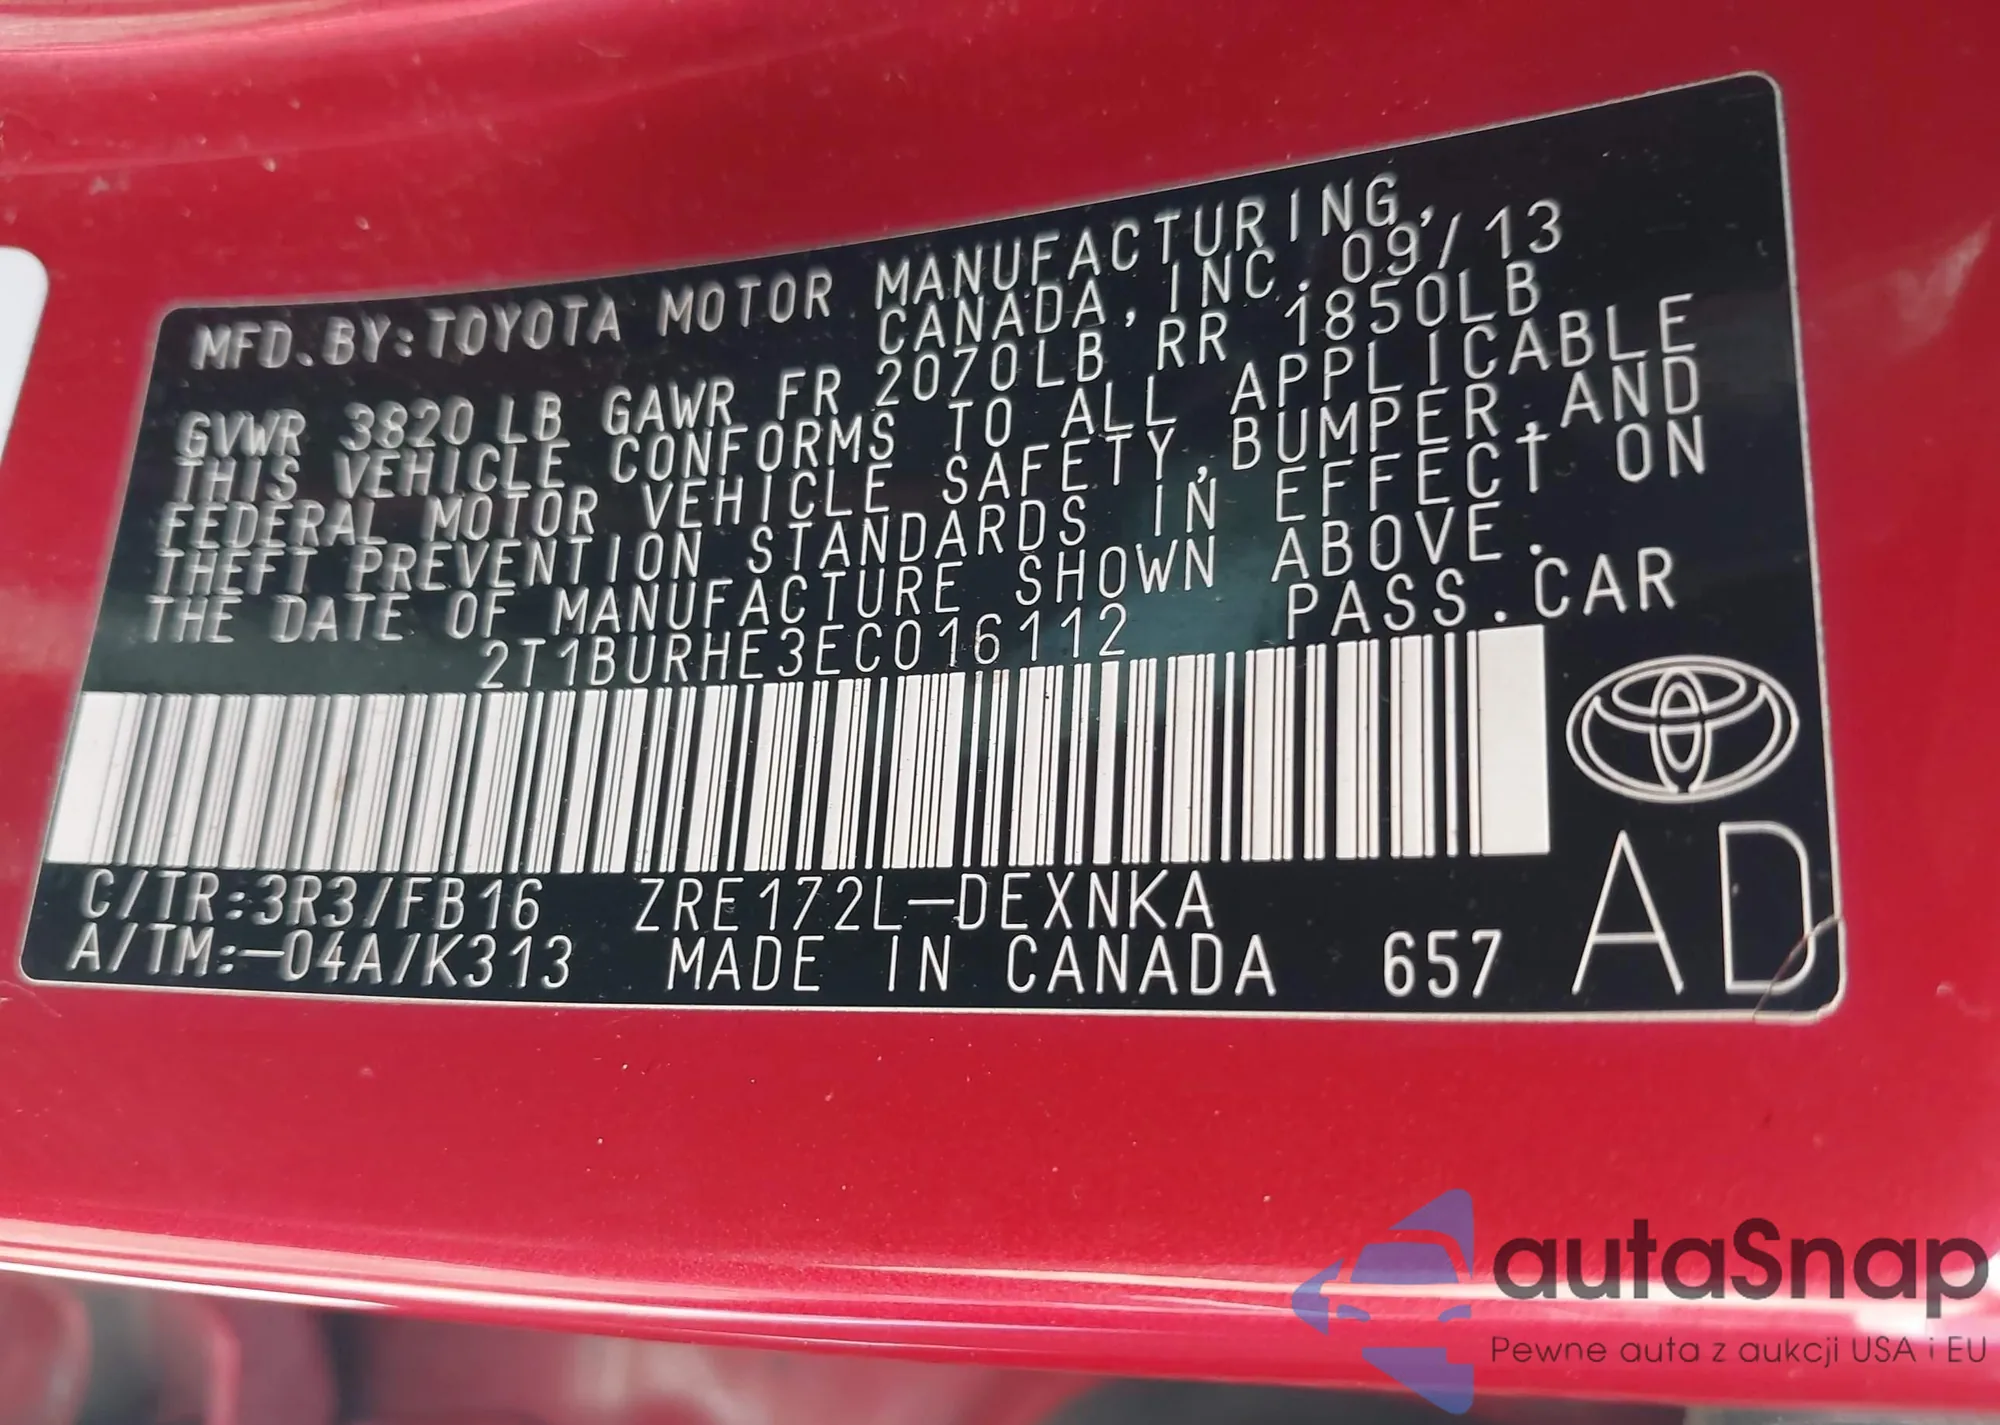 MFD.BY:TOYOTA MOTOR MANUFACTURING,
CANADA, INC. 09/13
GVWR 3820LB GAWR FR 2070LB RR 1850LB
THIS VEHICLE CONFORMS TO ALL APPLICABLE
FEDERAL MOTOR VEHICLE SAFETY, BUMPER, AND
THEFT PREVENTION STANDARDS IN EFFECT ON
THE DATE OF MANUFACTURE SHOWN ABOVE.
2T1BURHE3EC016112 PASS.CAR
C/TR:3R3/FB16 ZRE172L-DEXNKA
A/TM:-04A/K313 MADE IN CANADA 657
AD
autaSnap
Pewne auta z aukcji USA i EU